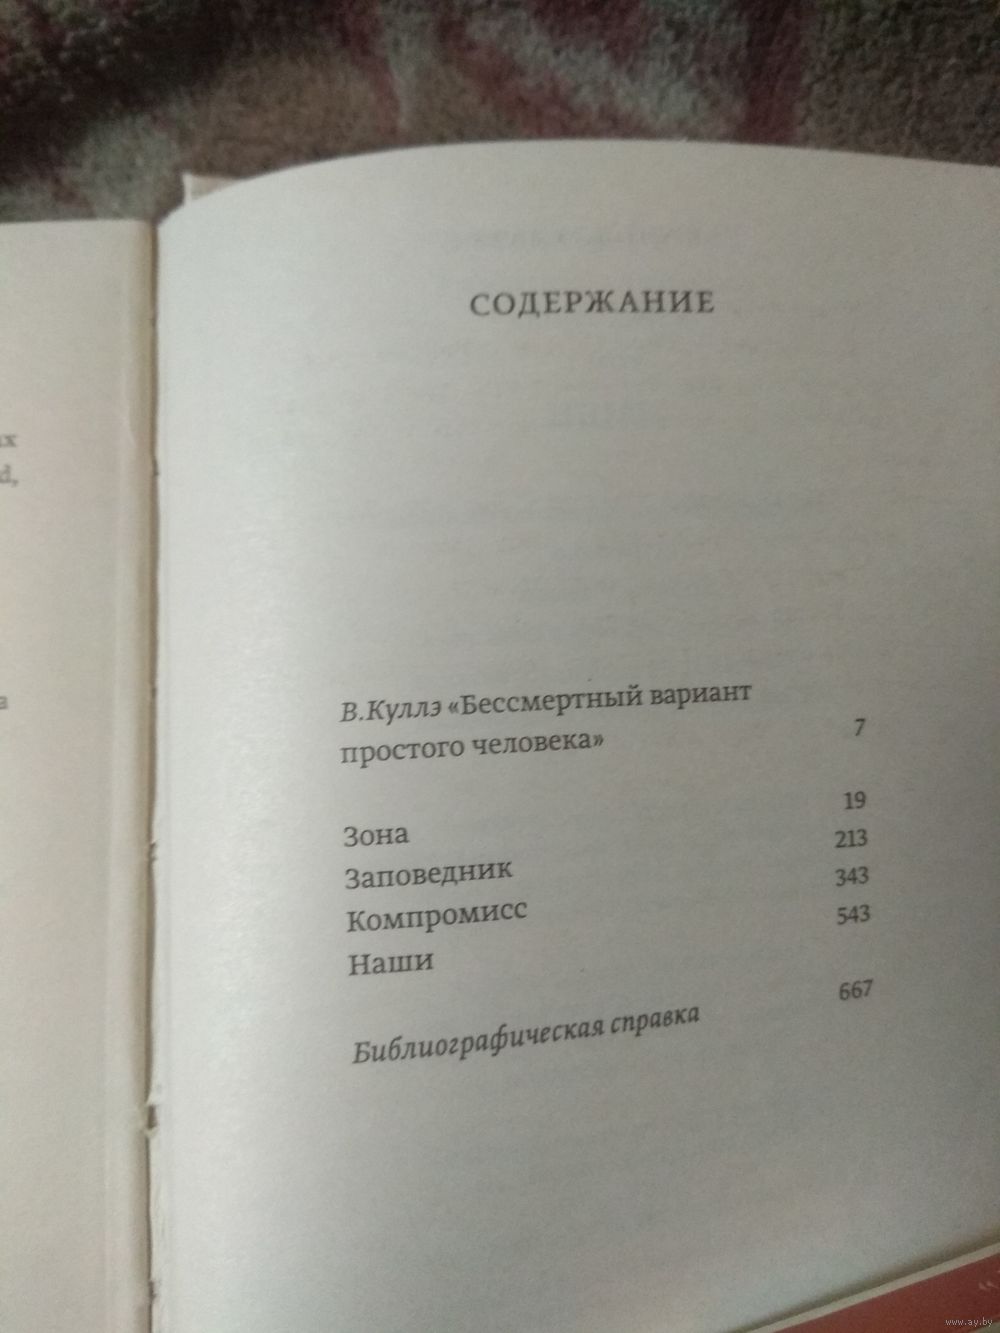 их
d,
а
СОДЕРЖАНИЕ
В.Куллэ «Бессмертный вариант
простого человека» 7
Зона 19
Заповедник 213
Компромисс 343
Наши 543
Библиографическая справка 667
www.ay.by